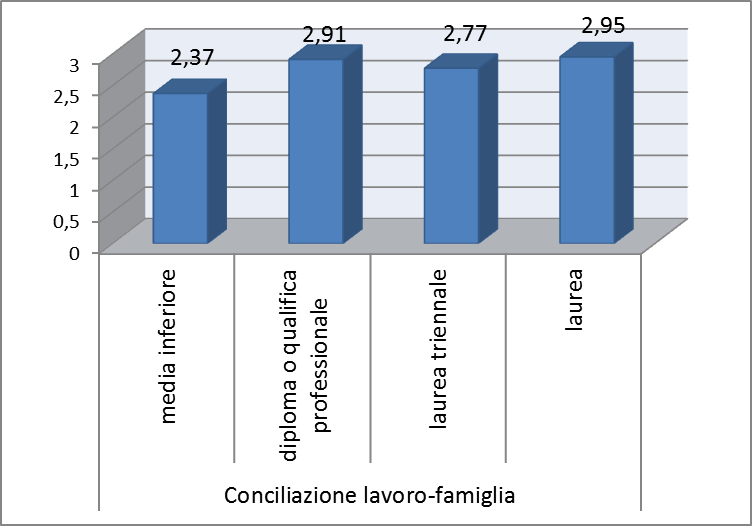 2,37
2,91
2,77
2,95
3
2,5
2
1,5
1
0,5
0
media inferiore
diploma o qualifica
professionale
laurea triennale
laurea
Conciliazione lavoro-famiglia